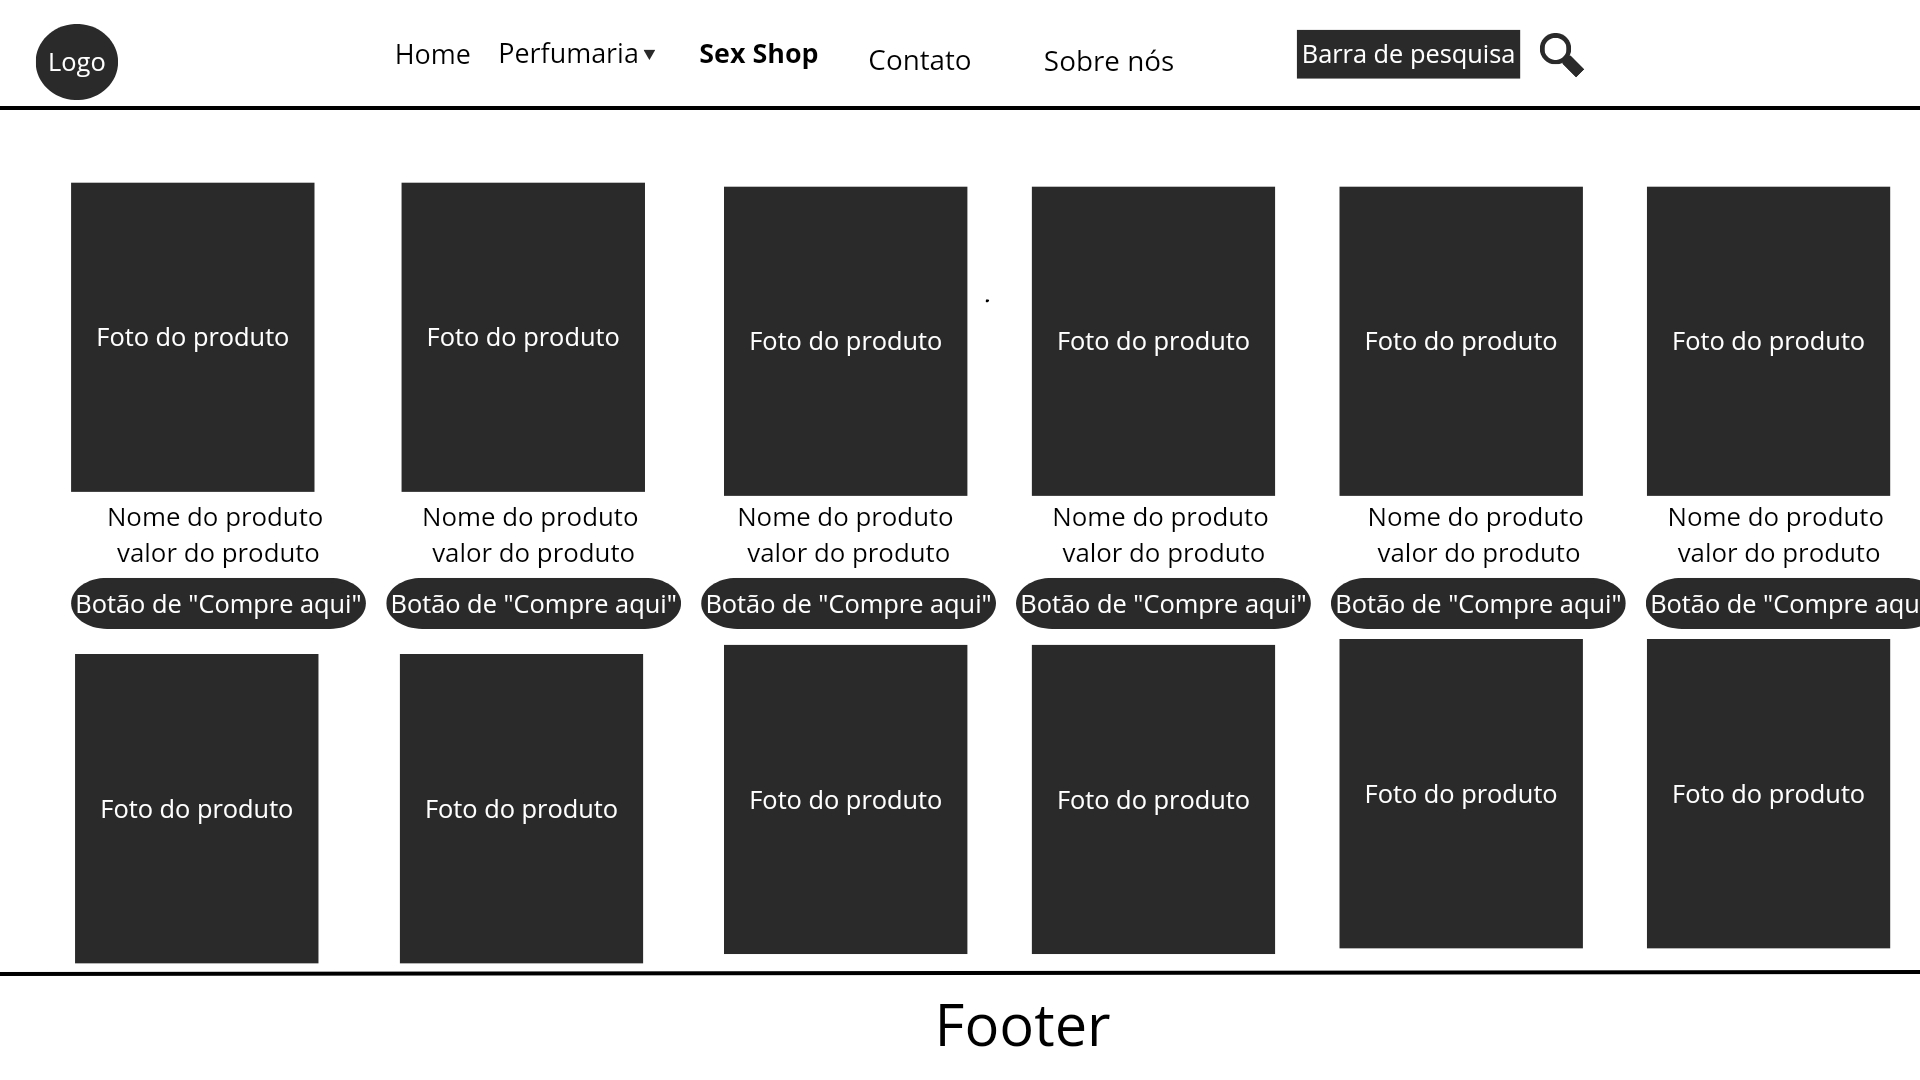 Logo
Home
Perfumaria
Sex Shop
Contato
Sobre nós
Barra de pesquisa
Foto do produto
Foto do produto
Foto do produto
Foto do produto
Foto do produto
Foto do produto
Nome do produto
valor do produto
Nome do produto
valor do produto
Nome do produto
valor do produto
Nome do produto
valor do produto
Nome do produto
valor do produto
Nome do produto
valor do produto
Botão de "Compre aqui"
Botão de "Compre aqui"
Botão de "Compre aqui"
Botão de "Compre aqui"
Botão de "Compre aqui"
Botão de "Compre aqu
Foto do produto
Foto do produto
Foto do produto
Foto do produto
Foto do produto
Foto do produto
Footer